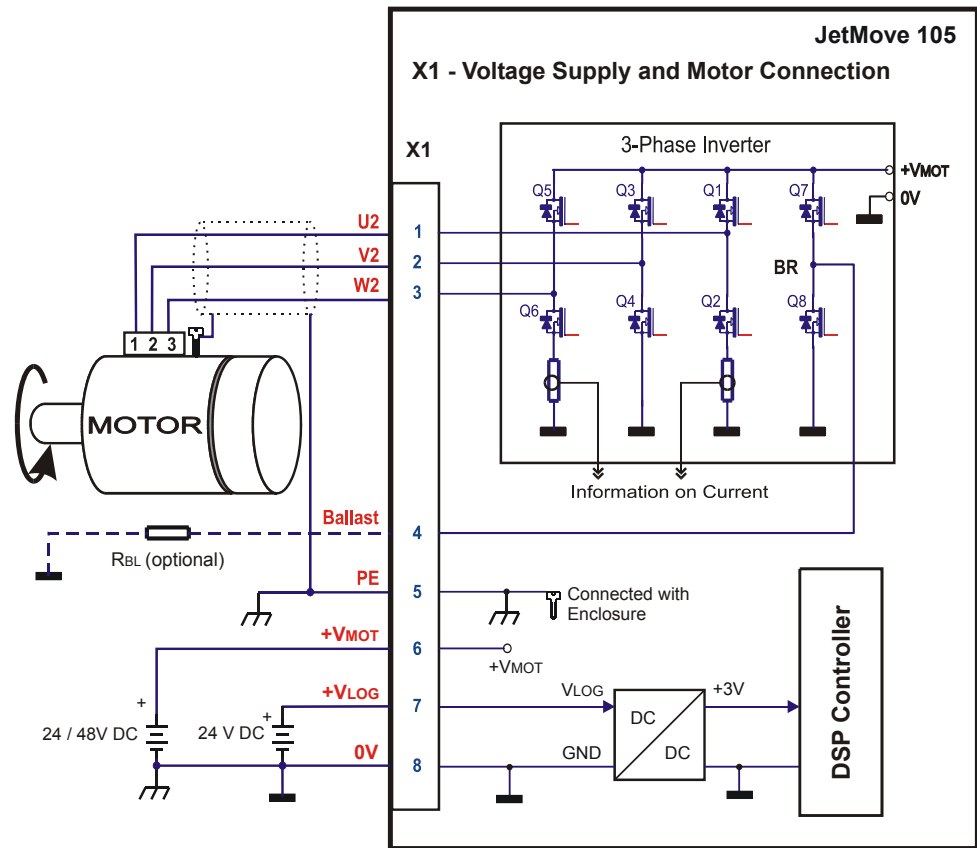 JetMove 105
X1 - Voltage Supply and Motor Connection
X1
3-Phase Inverter
+VMOT
0V
Q5
Q3
Q1
Q7
BR
Q6
Q4
Q2
Q8
Information on Current
U2
1
V2
2
W2
3
1 2 3
MOTOR
Ballast
4
RBL (optional)
PE
5
Connected with
Enclosure
+VMOT
6
+VMOT
+VLOG
7
VLOG
+3V
+
24 / 48V DC
+
24 V DC
DC
DC
0V
8
GND
DSP Controller